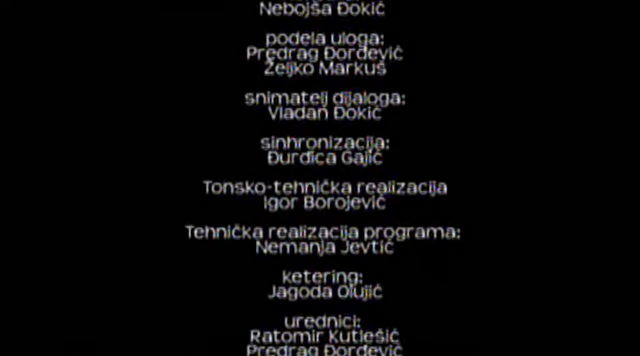 Nebojša Đokić
podela uloga:
Predrag Đorđević
Željko Markuš
snimatelj dijaloga:
Vladan Đokić
sinhronizacija:
Đurđica Gajić
Tonsko-tehnička realizacija
Igor Borojević
Tehnička realizacija programa:
Nemanja Jevtić
ketering:
Jagoda Olujić
urednici:
Ratomir Kutlešić
Predrag Đorđević